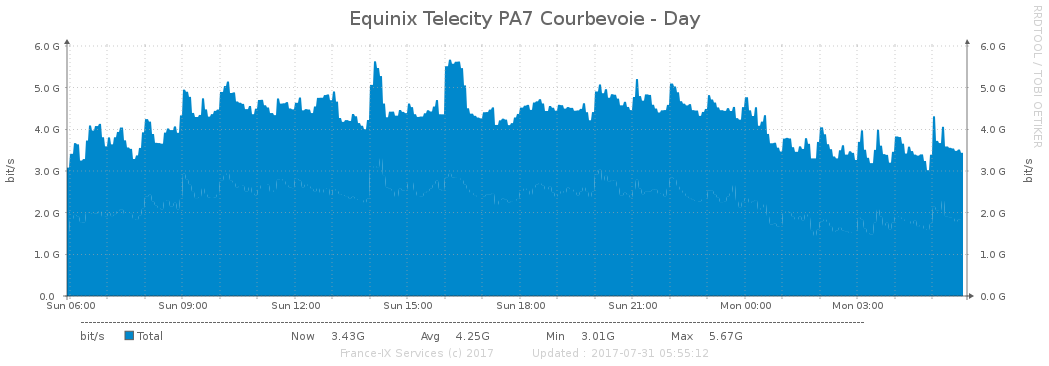 Equinix Telecity PA7 Courbevoie - Day
RRDTOOL / TOBI OETIKER
6.0 G 6.0 G
5.0 G 5.0 G
4.0 G 4.0 G
3.0 G 3.0 G
2.0 G 2.0 G
1.0 G 1.0 G
0.0 0.0 G
bit/s
bit/s
Sun 06:00 Sun 09:00 Sun 12:00 Sun 15:00 Sun 18:00 Sun 21:00 Mon 00:00 Mon 03:00
bit/s Total Now 3.43G Avg 4.25G Min 3.01G Max 5.67G
France-IX Services (c) 2017 Updated : 2017-07-31 05:55:12